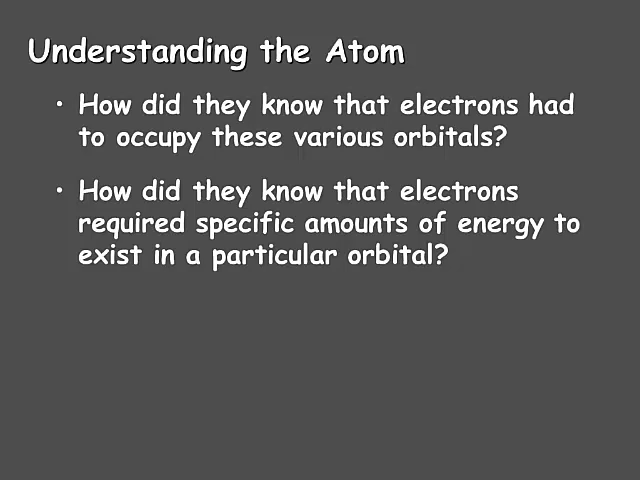 Understanding the Atom
• How did they know that electrons had
to occupy these various orbitals?
• How did they know that electrons
required specific amounts of energy to
exist in a particular orbital?